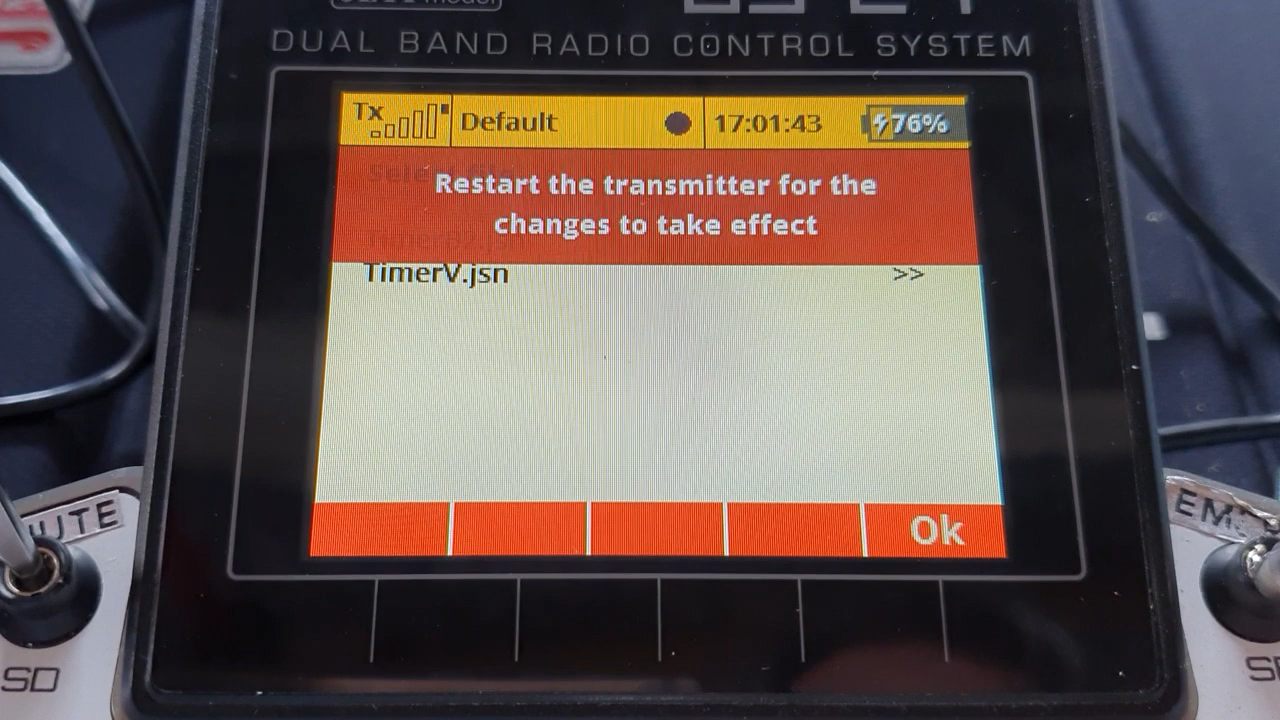 model
DUAL BAND RADIO CONTROL SYSTEM
Tx Default 17:01:43 76%
Restart the transmitter for the
changes to take effect
TimerV.jsn >>
Ok
SD